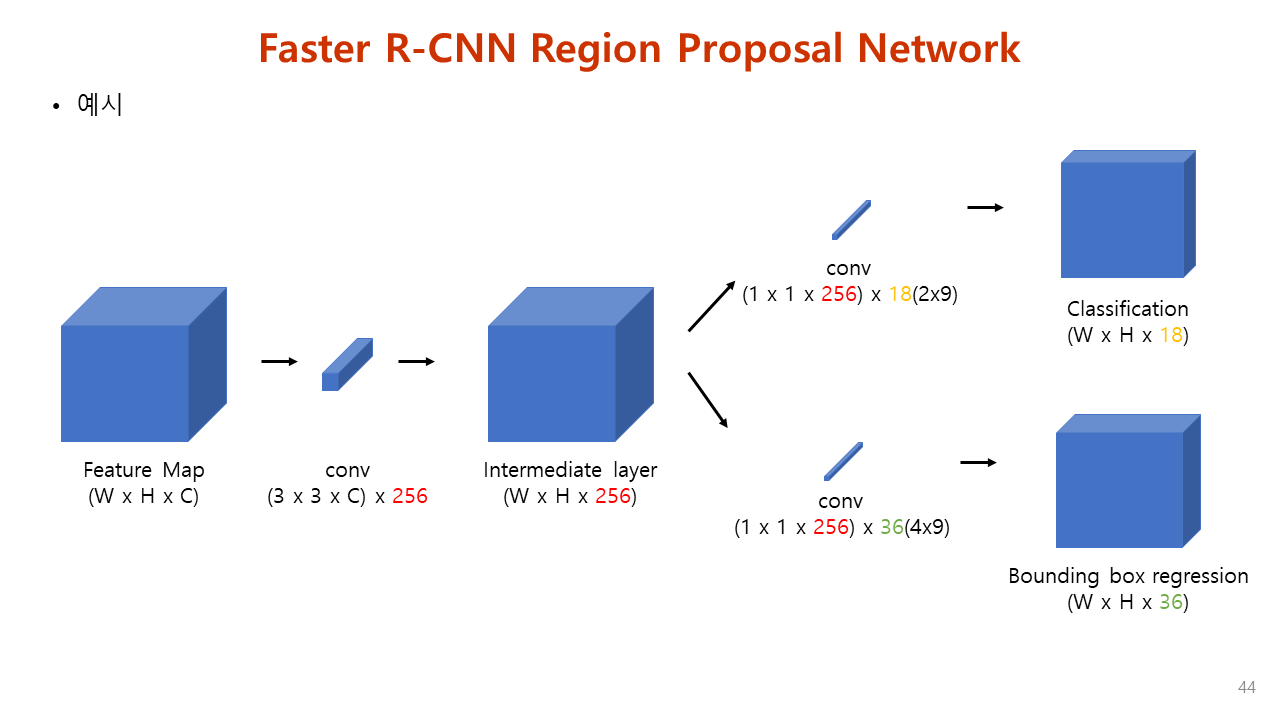 Faster R-CNN Region Proposal Network
• 예시
Feature Map
(W x H x C)
conv
(3 x 3 x C) x 256
Intermediate layer
(W x H x 256)
conv
(1 x 1 x 256) x 18(2x9)
Classification
(W x H x 18)
conv
(1 x 1 x 256) x 36(4x9)
Bounding box regression
(W x H x 36)
44